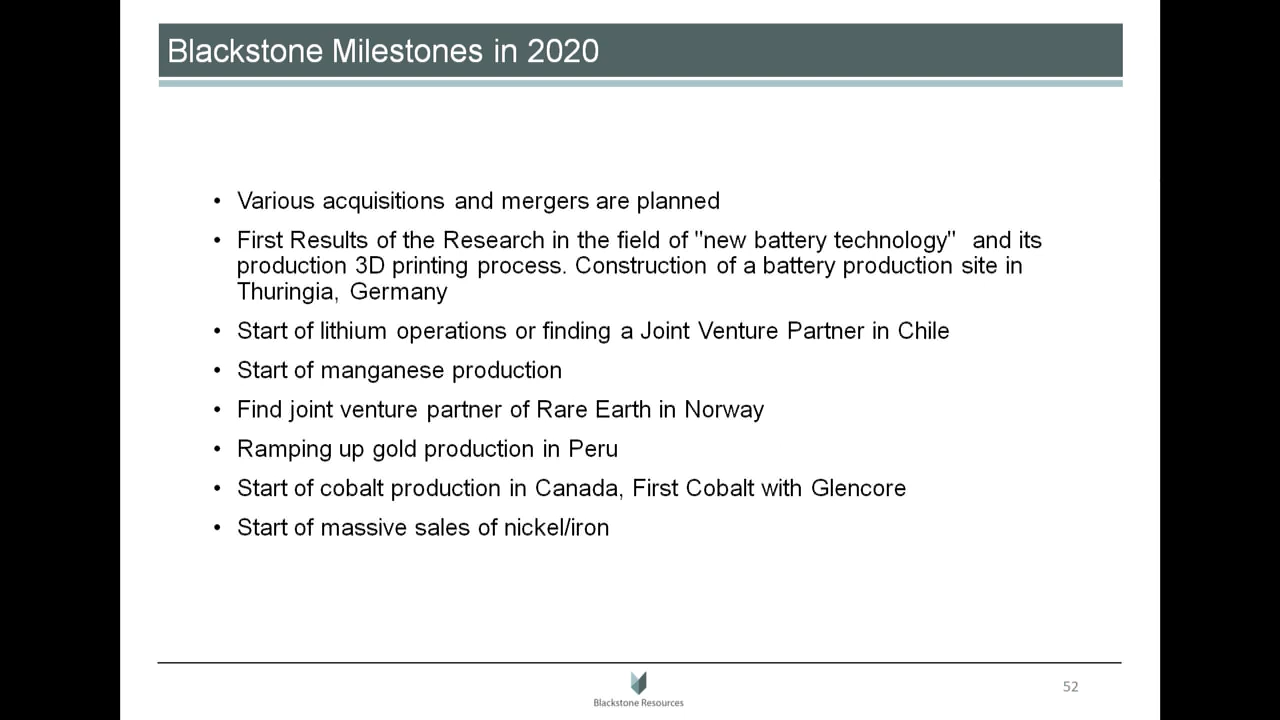 Blackstone Milestones in 2020
• Various acquisitions and mergers are planned
• First Results of the Research in the field of "new battery technology"  and its
production 3D printing process. Construction of a battery production site in
Thuringia, Germany
• Start of lithium operations or finding a Joint Venture Partner in Chile
• Start of manganese production
• Find joint venture partner of Rare Earth in Norway
• Ramping up gold production in Peru
• Start of cobalt production in Canada, First Cobalt with Glencore
• Start of massive sales of nickel/iron
Blackstone Resources
52